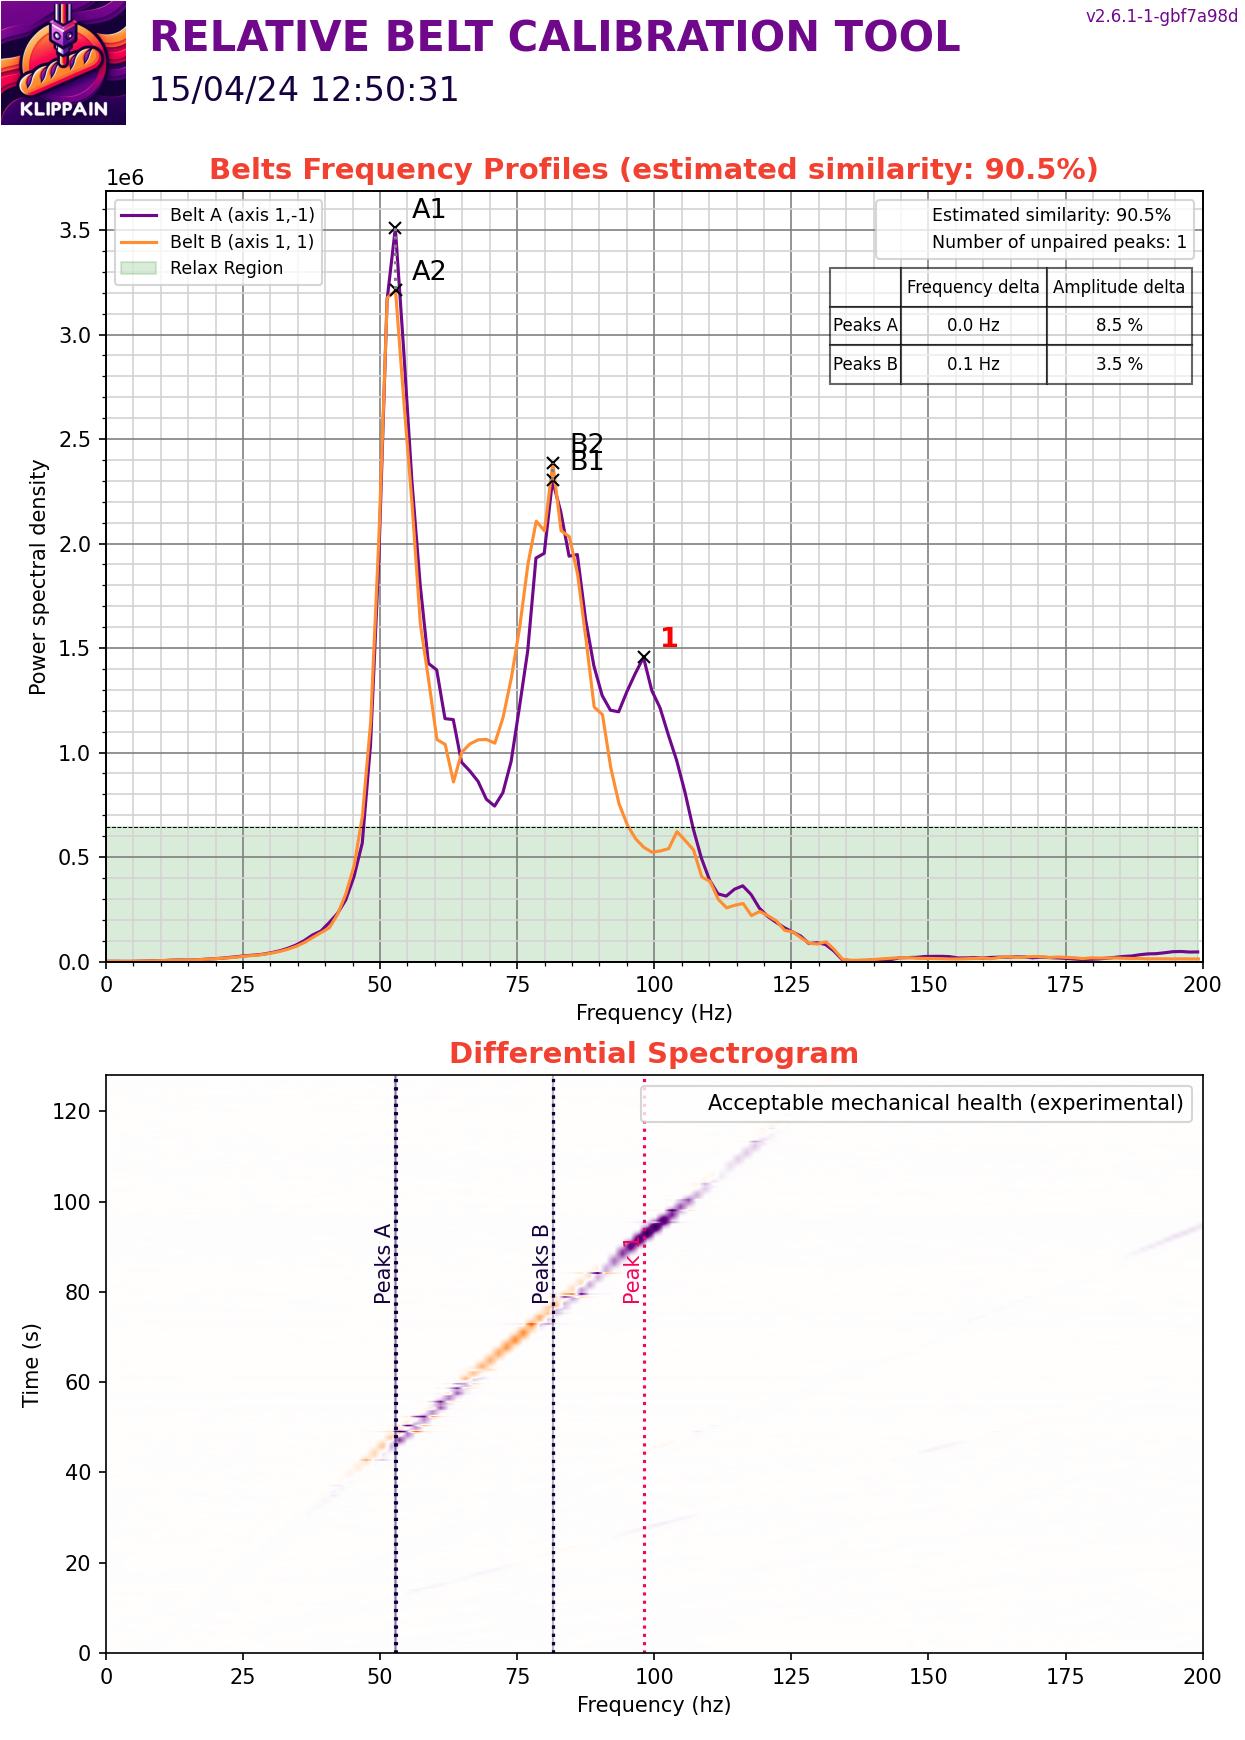 KLIPPAIN
RELATIVE BELT CALIBRATION TOOL
15/04/24 12:50:31
v2.6.1-1-gbf7a98d
Belts Frequency Profiles (estimated similarity: 90.5%)
1e6
Belt A (axis 1,-1)
Belt B (axis 1, 1)
Relax Region
A1
A2
Estimated similarity: 90.5%
Number of unpaired peaks: 1
Frequency delta Amplitude delta
Peaks A 0.0 Hz 8.5 %
Peaks B 0.1 Hz 3.5 %
B2
B1
1
3.5
3.0
2.5
2.0
1.5
1.0
0.5
0.0
Power spectral density
0 25 50 75 100 125 150 175 200
Frequency (Hz)
Differential Spectrogram
Acceptable mechanical health (experimental)
Peaks A
Peaks B
Peak 1
120
100
80
60
40
20
0
Time (s)
0 25 50 75 100 125 150 175 200
Frequency (hz)